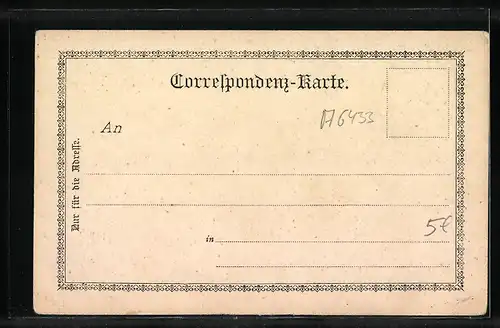 Correſpondenz-Karte.
A6433
An
Nur für die Adreſſe.
5€
in